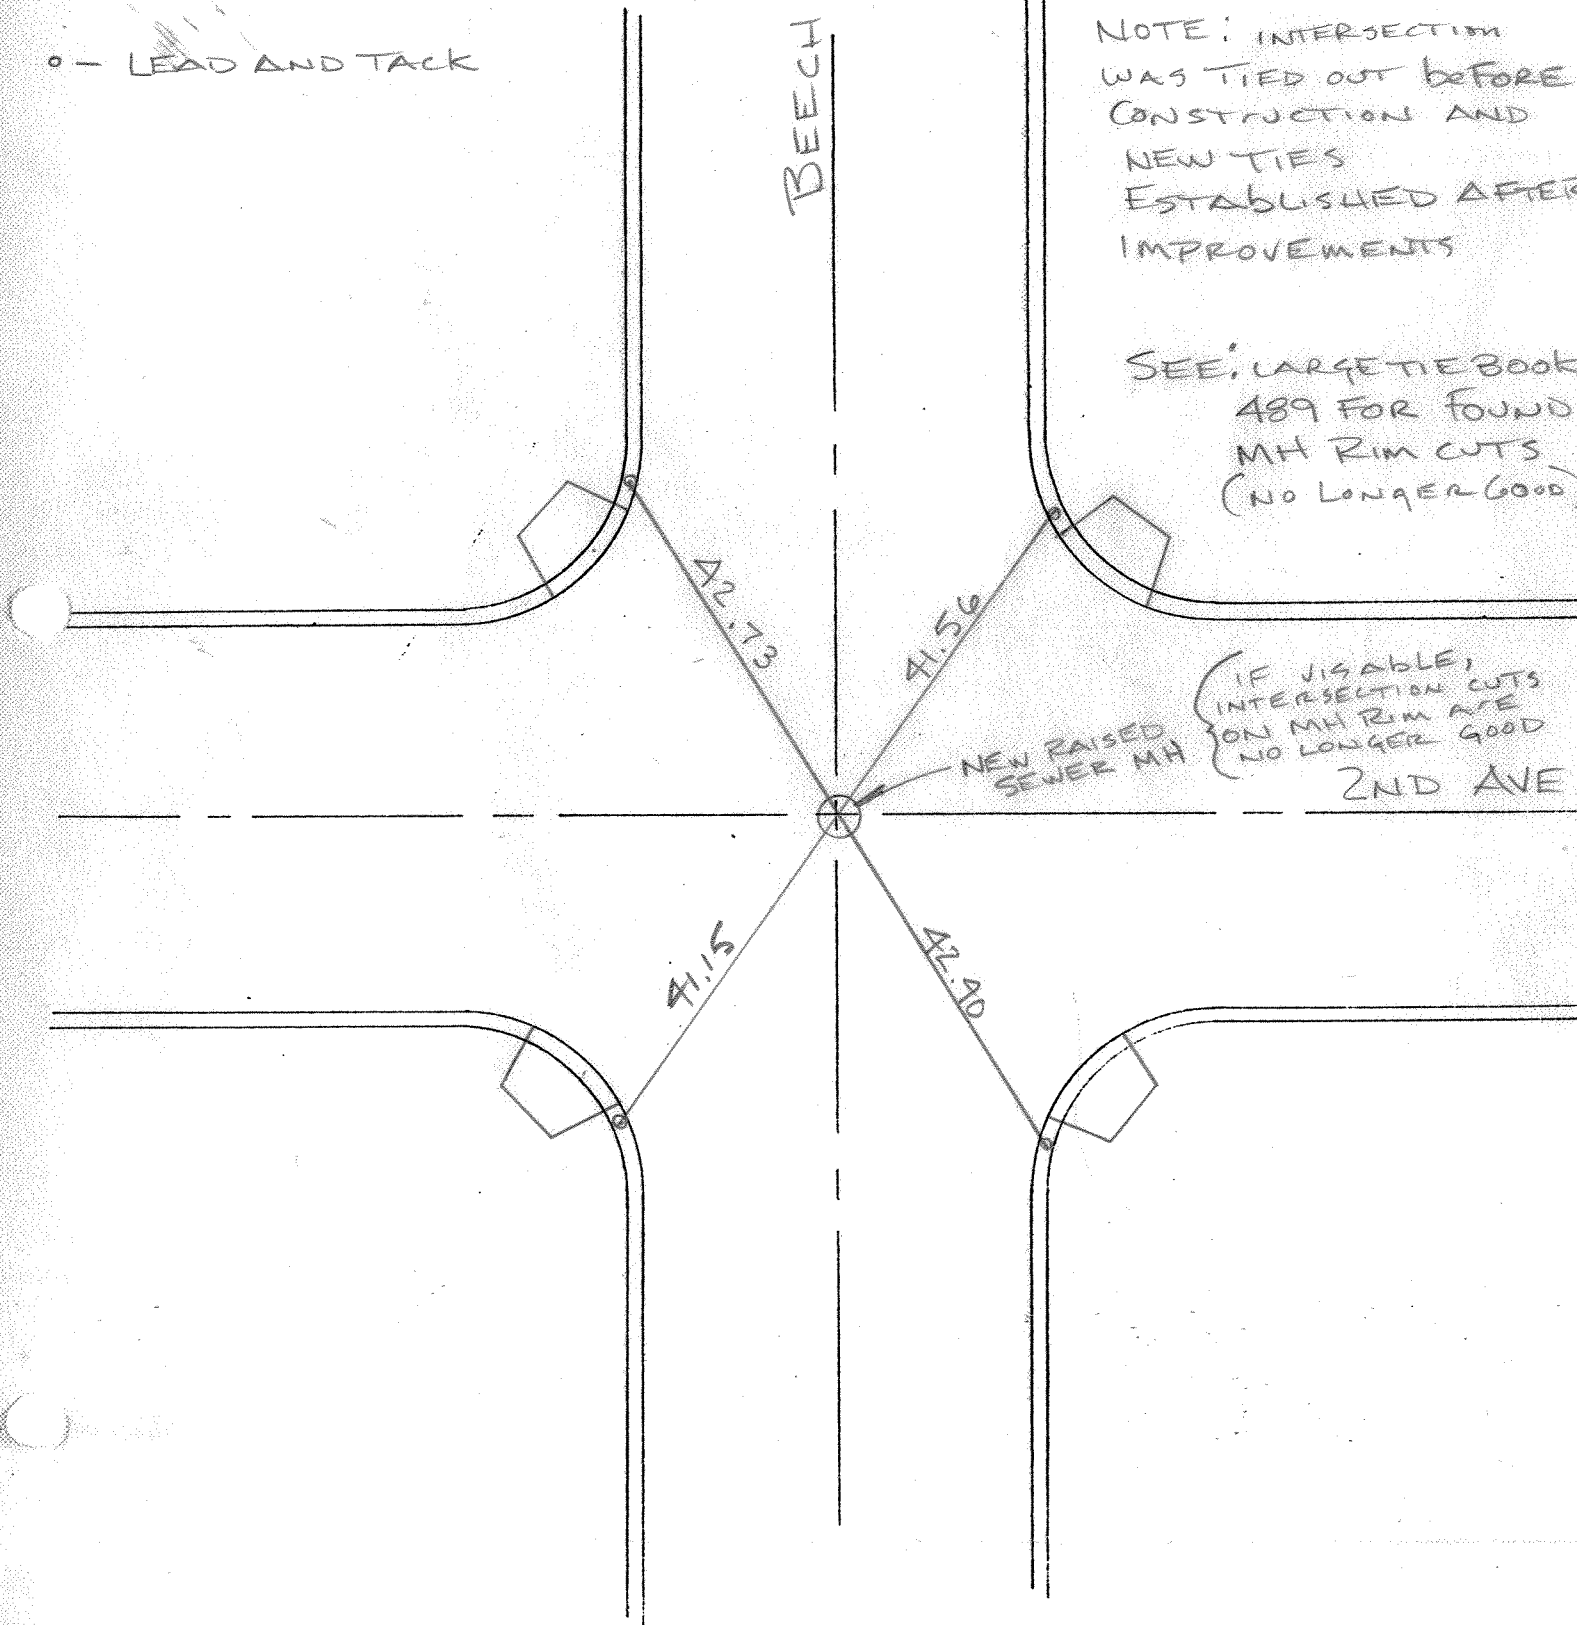 o - LEAD AND TACK
BEECH
NOTE: INTERSECTION
WAS TIED OUT beFORE
CONSTRUCTION AND
NEW TIES
ESTAbLISHED AFTER
IMPROVEMENTS
SEE: LARGE TIE BOOK
489 FOR FOUND
MH RIM CUTS
(NO LONGER GOOD)
42.73
41.56
IF VISABLE,
INTERSECTION CUTS
ON MH RIM ArE
NO LONGER GOOD
NEW RAISED
SEWER MH
2ND AVE
41.15
42.40